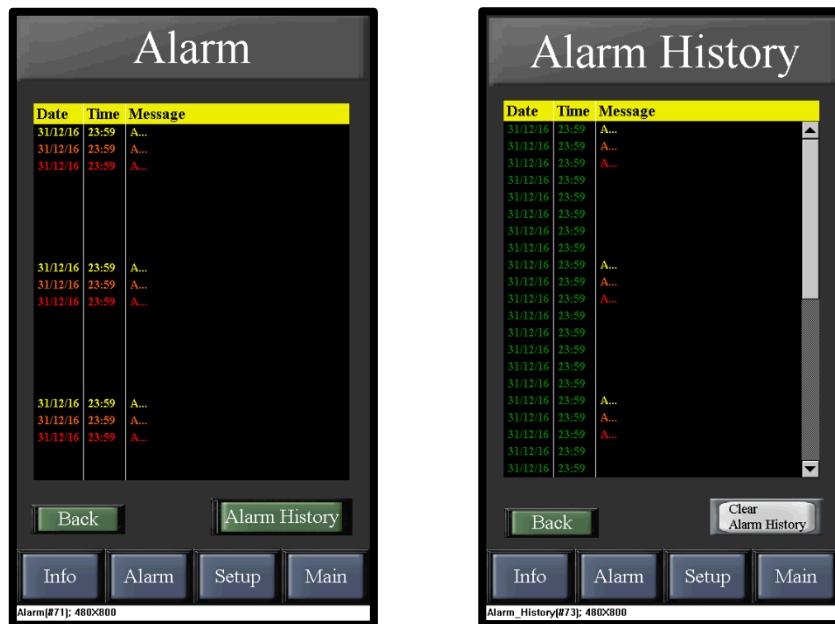 Alarm
Date Time Message
31/12/16 23:59 A...
31/12/16 23:59 A...
31/12/16 23:59 A...
31/12/16 23:59 A...
31/12/16 23:59 A...
31/12/16 23:59 A...
31/12/16 23:59 A...
31/12/16 23:59 A...
31/12/16 23:59 A...
Back
Alarm History
Info
Alarm
Setup
Main
Alarm(#71); 480X800
Alarm History
Date Time Message
31/12/16 23:59 A...
31/12/16 23:59 A...
31/12/16 23:59 A...
31/12/16 23:59
31/12/16 23:59
31/12/16 23:59
31/12/16 23:59
31/12/16 23:59
31/12/16 23:59 A...
31/12/16 23:59 A...
31/12/16 23:59 A...
31/12/16 23:59
31/12/16 23:59
31/12/16 23:59
31/12/16 23:59
31/12/16 23:59
31/12/16 23:59 A...
31/12/16 23:59 A...
31/12/16 23:59 A...
31/12/16 23:59
31/12/16 23:59
Back
Clear
Alarm History
Info
Alarm
Setup
Main
Alarm_History(#73); 480X800